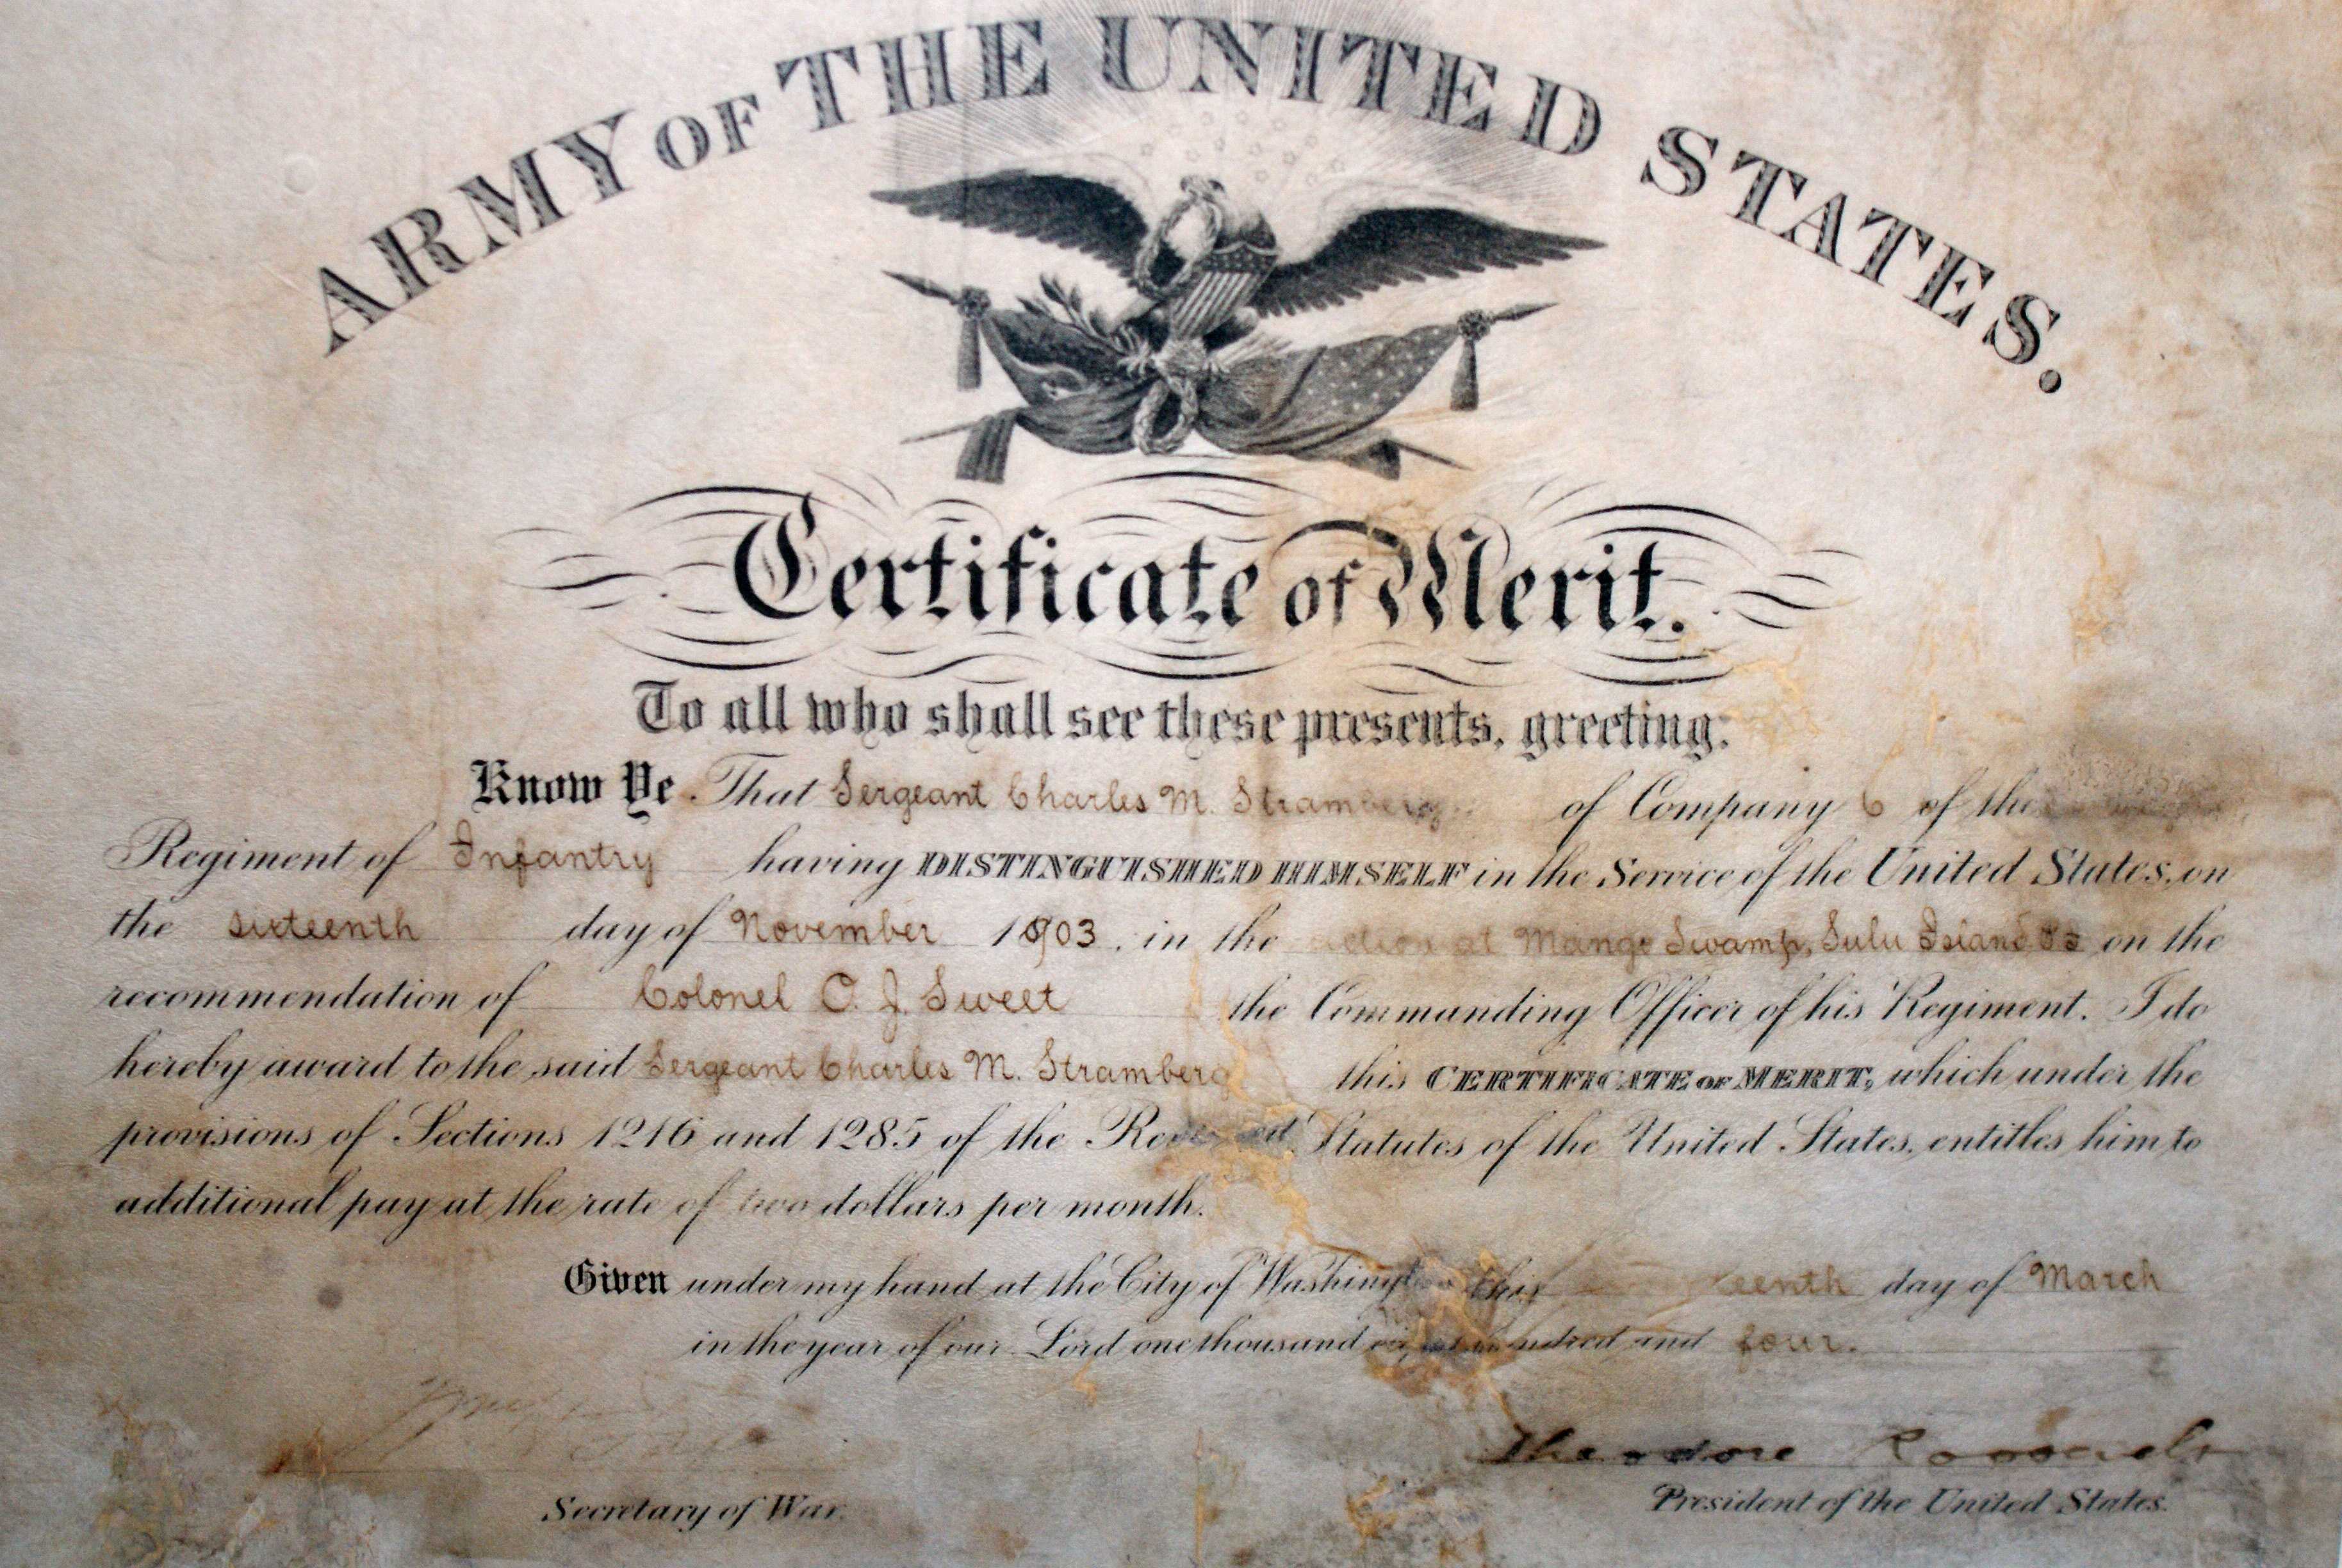 ARMY OF THE UNITED STATES.
Certificate of Merit.
To all who shall see these presents, greeting:
Know Ye That Sergeant Charles M. Stramberg of Company of the
Regiment of Infantry having DISTINGUISHED HIMSELF in the Service of the United States, on
the sixteenth day of November 1903, in the action at Mango Swamp, Sulu Island on the
recommendation of Colonel O. J. Sweet the Commanding Officer of his Regiment. I do
hereby award to the said Sergeant Charles M. Stramberg this CERTIFICATE OF MERIT, which under the
provisions of Sections 1216 and 1285 of the Statutes of the United States, entitles him to
additional pay at the rate of two dollars per month.
Given under my hand at the City of Washington this day of March
in the year of our Lord one thousand hundred and four.
Theodore Roosevelt
Secretary of War. President of the United States.